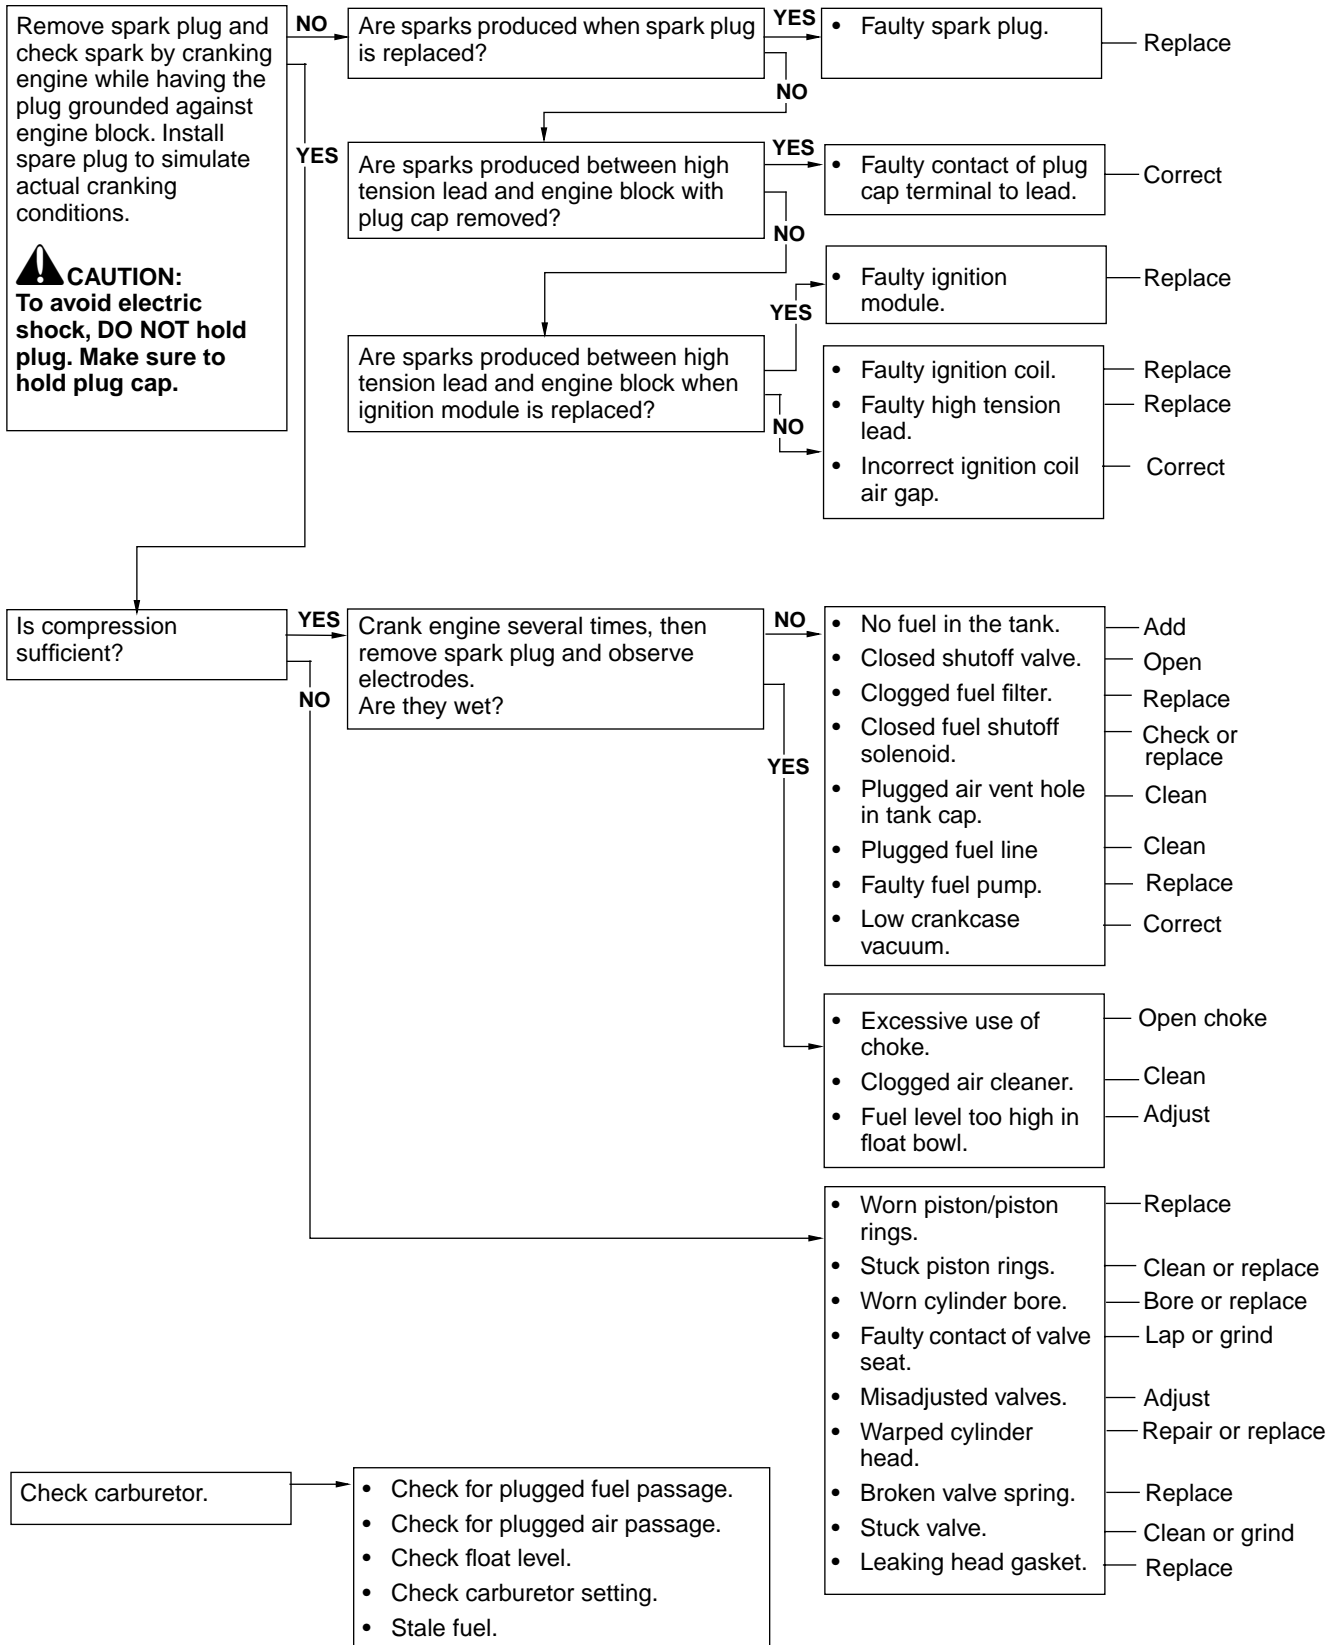 Remove spark plug and
check spark by cranking
engine while having the
plug grounded against
engine block. Install
spare plug to simulate
actual cranking
conditions.
CAUTION:
To avoid electric
shock, DO NOT hold
plug. Make sure to
hold plug cap.
NO
YES
Are sparks produced when spark plug
is replaced?
YES
NO
• Faulty spark plug.
Replace
Are sparks produced between high
tension lead and engine block with
plug cap removed?
YES
NO
• Faulty contact of plug
cap terminal to lead.
Correct
Are sparks produced between high
tension lead and engine block when
ignition module is replaced?
YES
NO
• Faulty ignition
module.
Replace
• Faulty ignition coil.
Replace
• Faulty high tension
lead.
Replace
• Incorrect ignition coil
air gap.
Correct
Is compression
sufficient?
YES
NO
Crank engine several times, then
remove spark plug and observe
electrodes.
Are they wet?
NO
YES
• No fuel in the tank.
Add
• Closed shutoff valve.
Open
• Clogged fuel filter.
Replace
• Closed fuel shutoff
solenoid.
Check or
replace
• Plugged air vent hole
in tank cap.
Clean
• Plugged fuel line
Clean
• Faulty fuel pump.
Replace
• Low crankcase
vacuum.
Correct
• Excessive use of
choke.
Open choke
• Clogged air cleaner.
Clean
• Fuel level too high in
float bowl.
Adjust
• Worn piston/piston
rings.
Replace
• Stuck piston rings.
Clean or replace
• Worn cylinder bore.
Bore or replace
• Faulty contact of valve
seat.
Lap or grind
• Misadjusted valves.
Adjust
• Warped cylinder
head.
Repair or replace
• Broken valve spring.
Replace
• Stuck valve.
Clean or grind
• Leaking head gasket.
Replace
Check carburetor.
• Check for plugged fuel passage.
• Check for plugged air passage.
• Check float level.
• Check carburetor setting.
• Stale fuel.